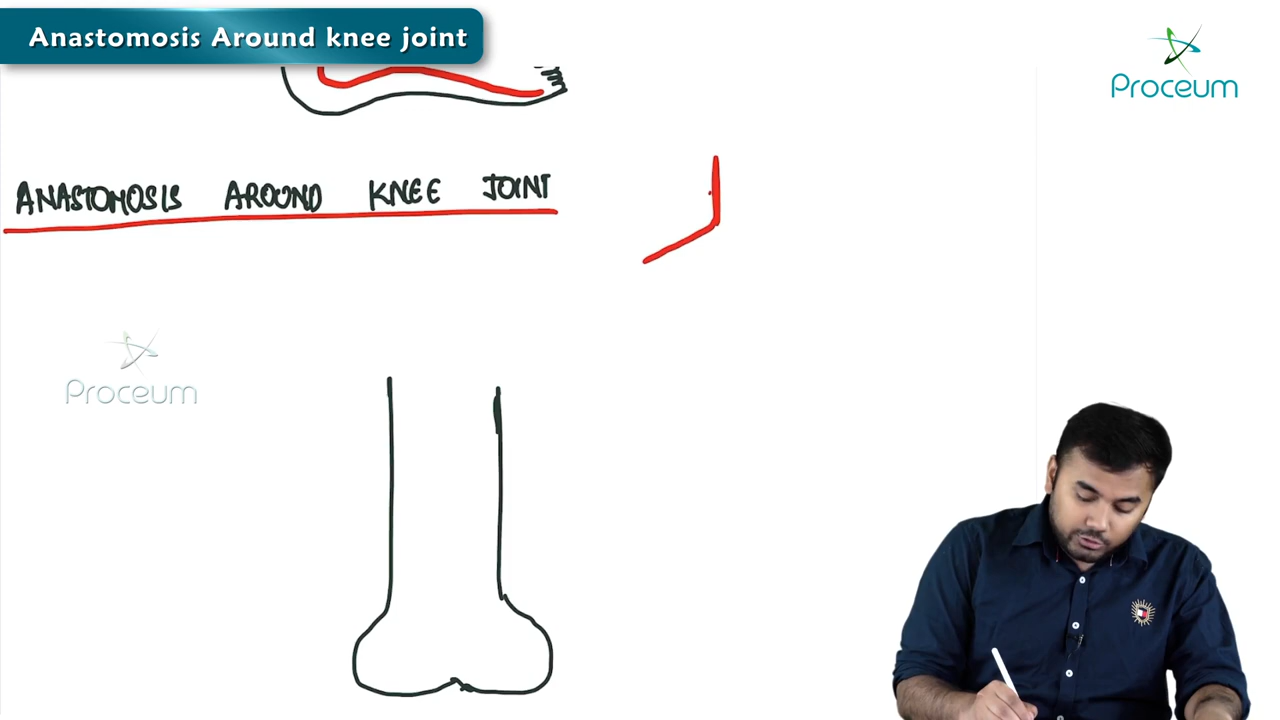 Anastomosis Around knee joint
Proceum
ANASTOMOSIS AROUND KNEE JOINT
Proceum